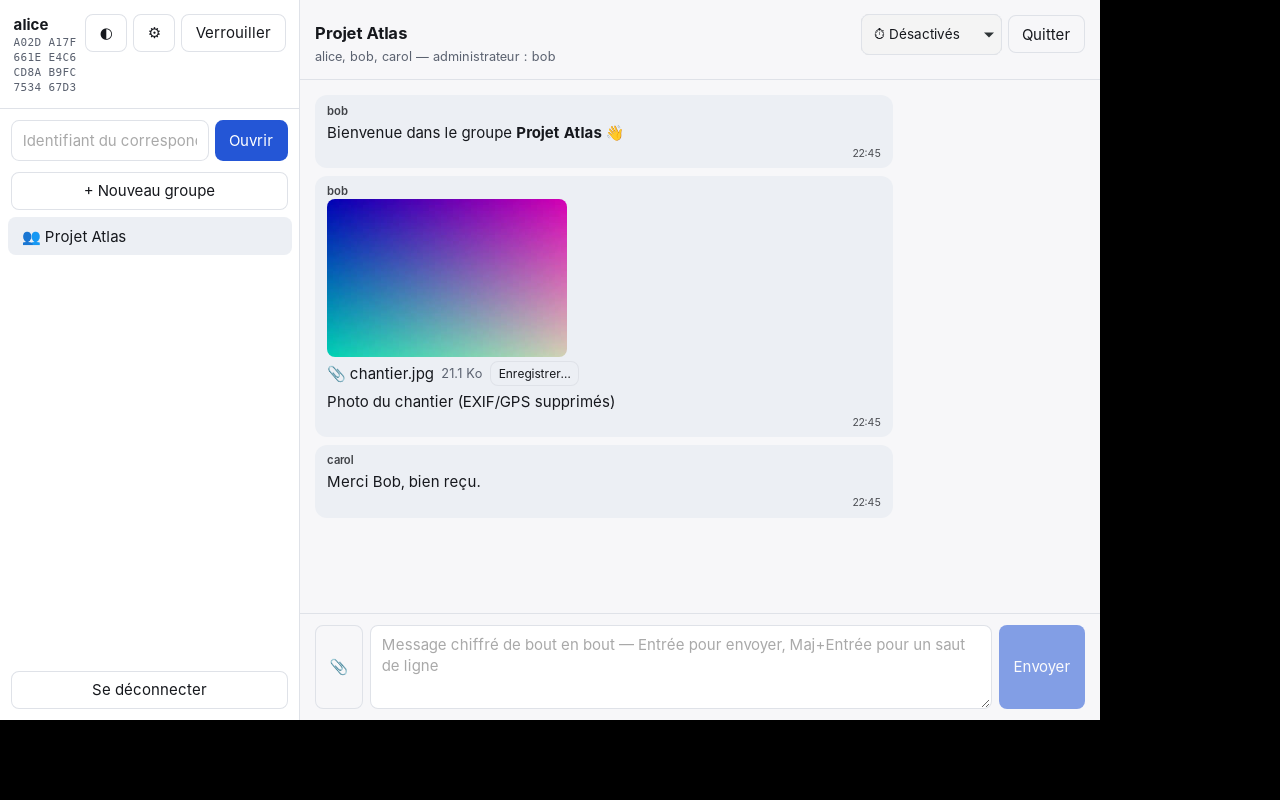 alice
A02D A17F
661E E4C6
CD8A B9FC
7534 67D3
◐
⚙
Verrouiller
Ouvrir
+ Nouveau groupe
👥 Projet Atlas
Se déconnecter
Projet Atlas
alice, bob, carol — administrateur : bob
⏱ Désactivés
Quitter
bob
Bienvenue dans le groupe Projet Atlas 👋
22:45
bob
📎 chantier.jpg 21.1 Ko Enregistrer…
Photo du chantier (EXIF/GPS supprimés)
22:45
carol
Merci Bob, bien reçu.
22:45
📎
Message chiffré de bout en bout — Entrée pour envoyer, Maj+Entrée pour un saut
de ligne
Envoyer